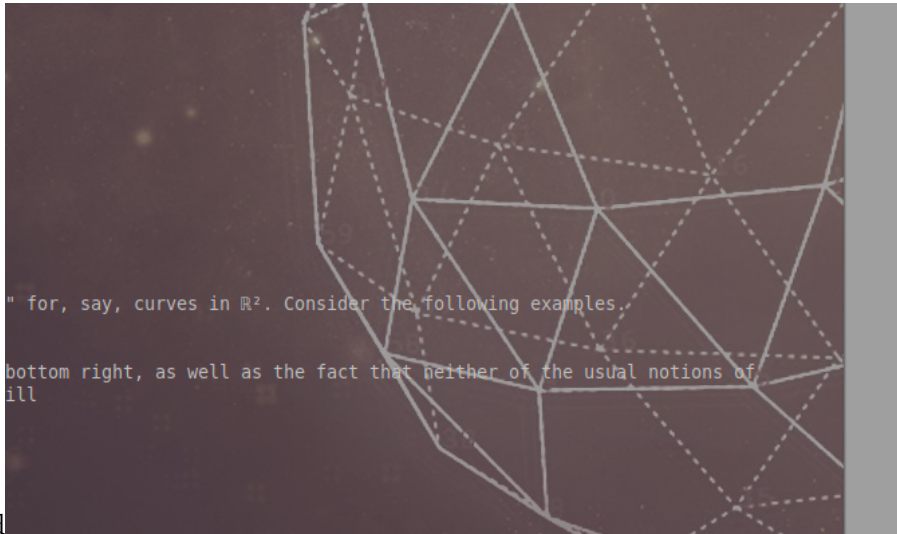 " for, say, curves in ℝ². Consider the following examples.
bottom right, as well as the fact that neither of the usual notions of
ill